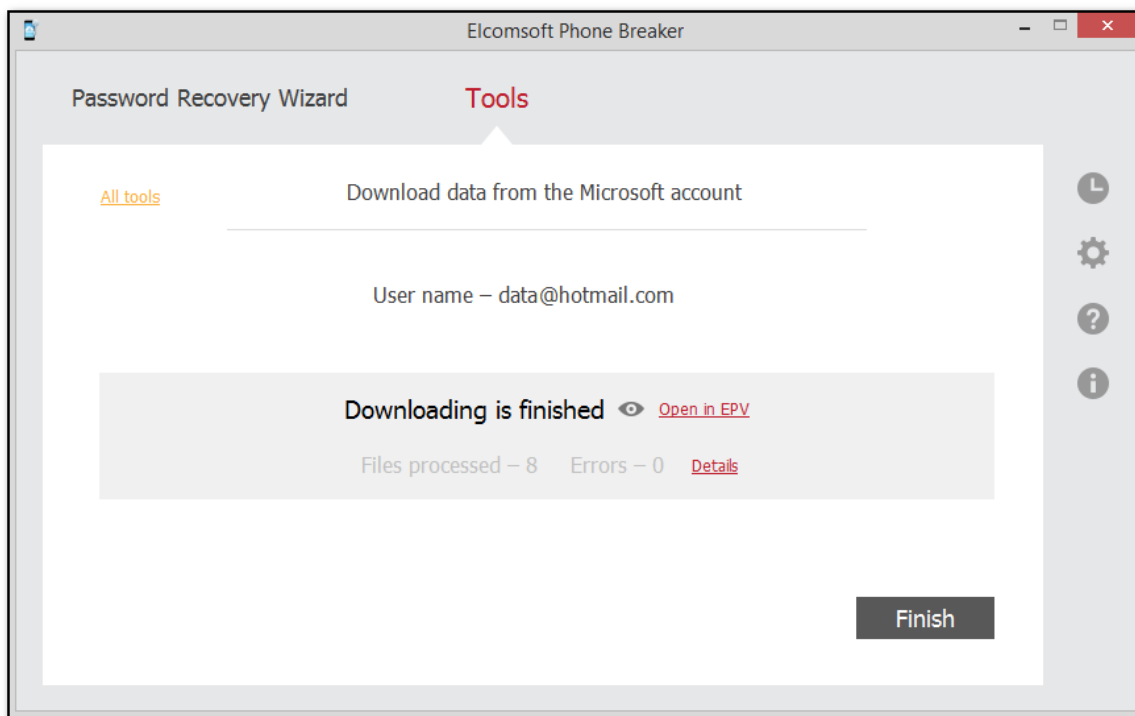 Elcomsoft Phone Breaker
Password Recovery Wizard Tools
All tools Download data from the Microsoft account
User name – data@hotmail.com
Downloading is finished Open in EPV
Files processed – 8 Errors – 0 Details
Finish